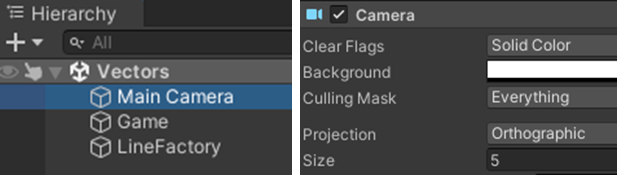 Hierarchy
All
Vectors
Main Camera
Game
LineFactory
Camera
Clear Flags Solid Color
Background
Culling Mask Everything
Projection Orthographic
Size 5